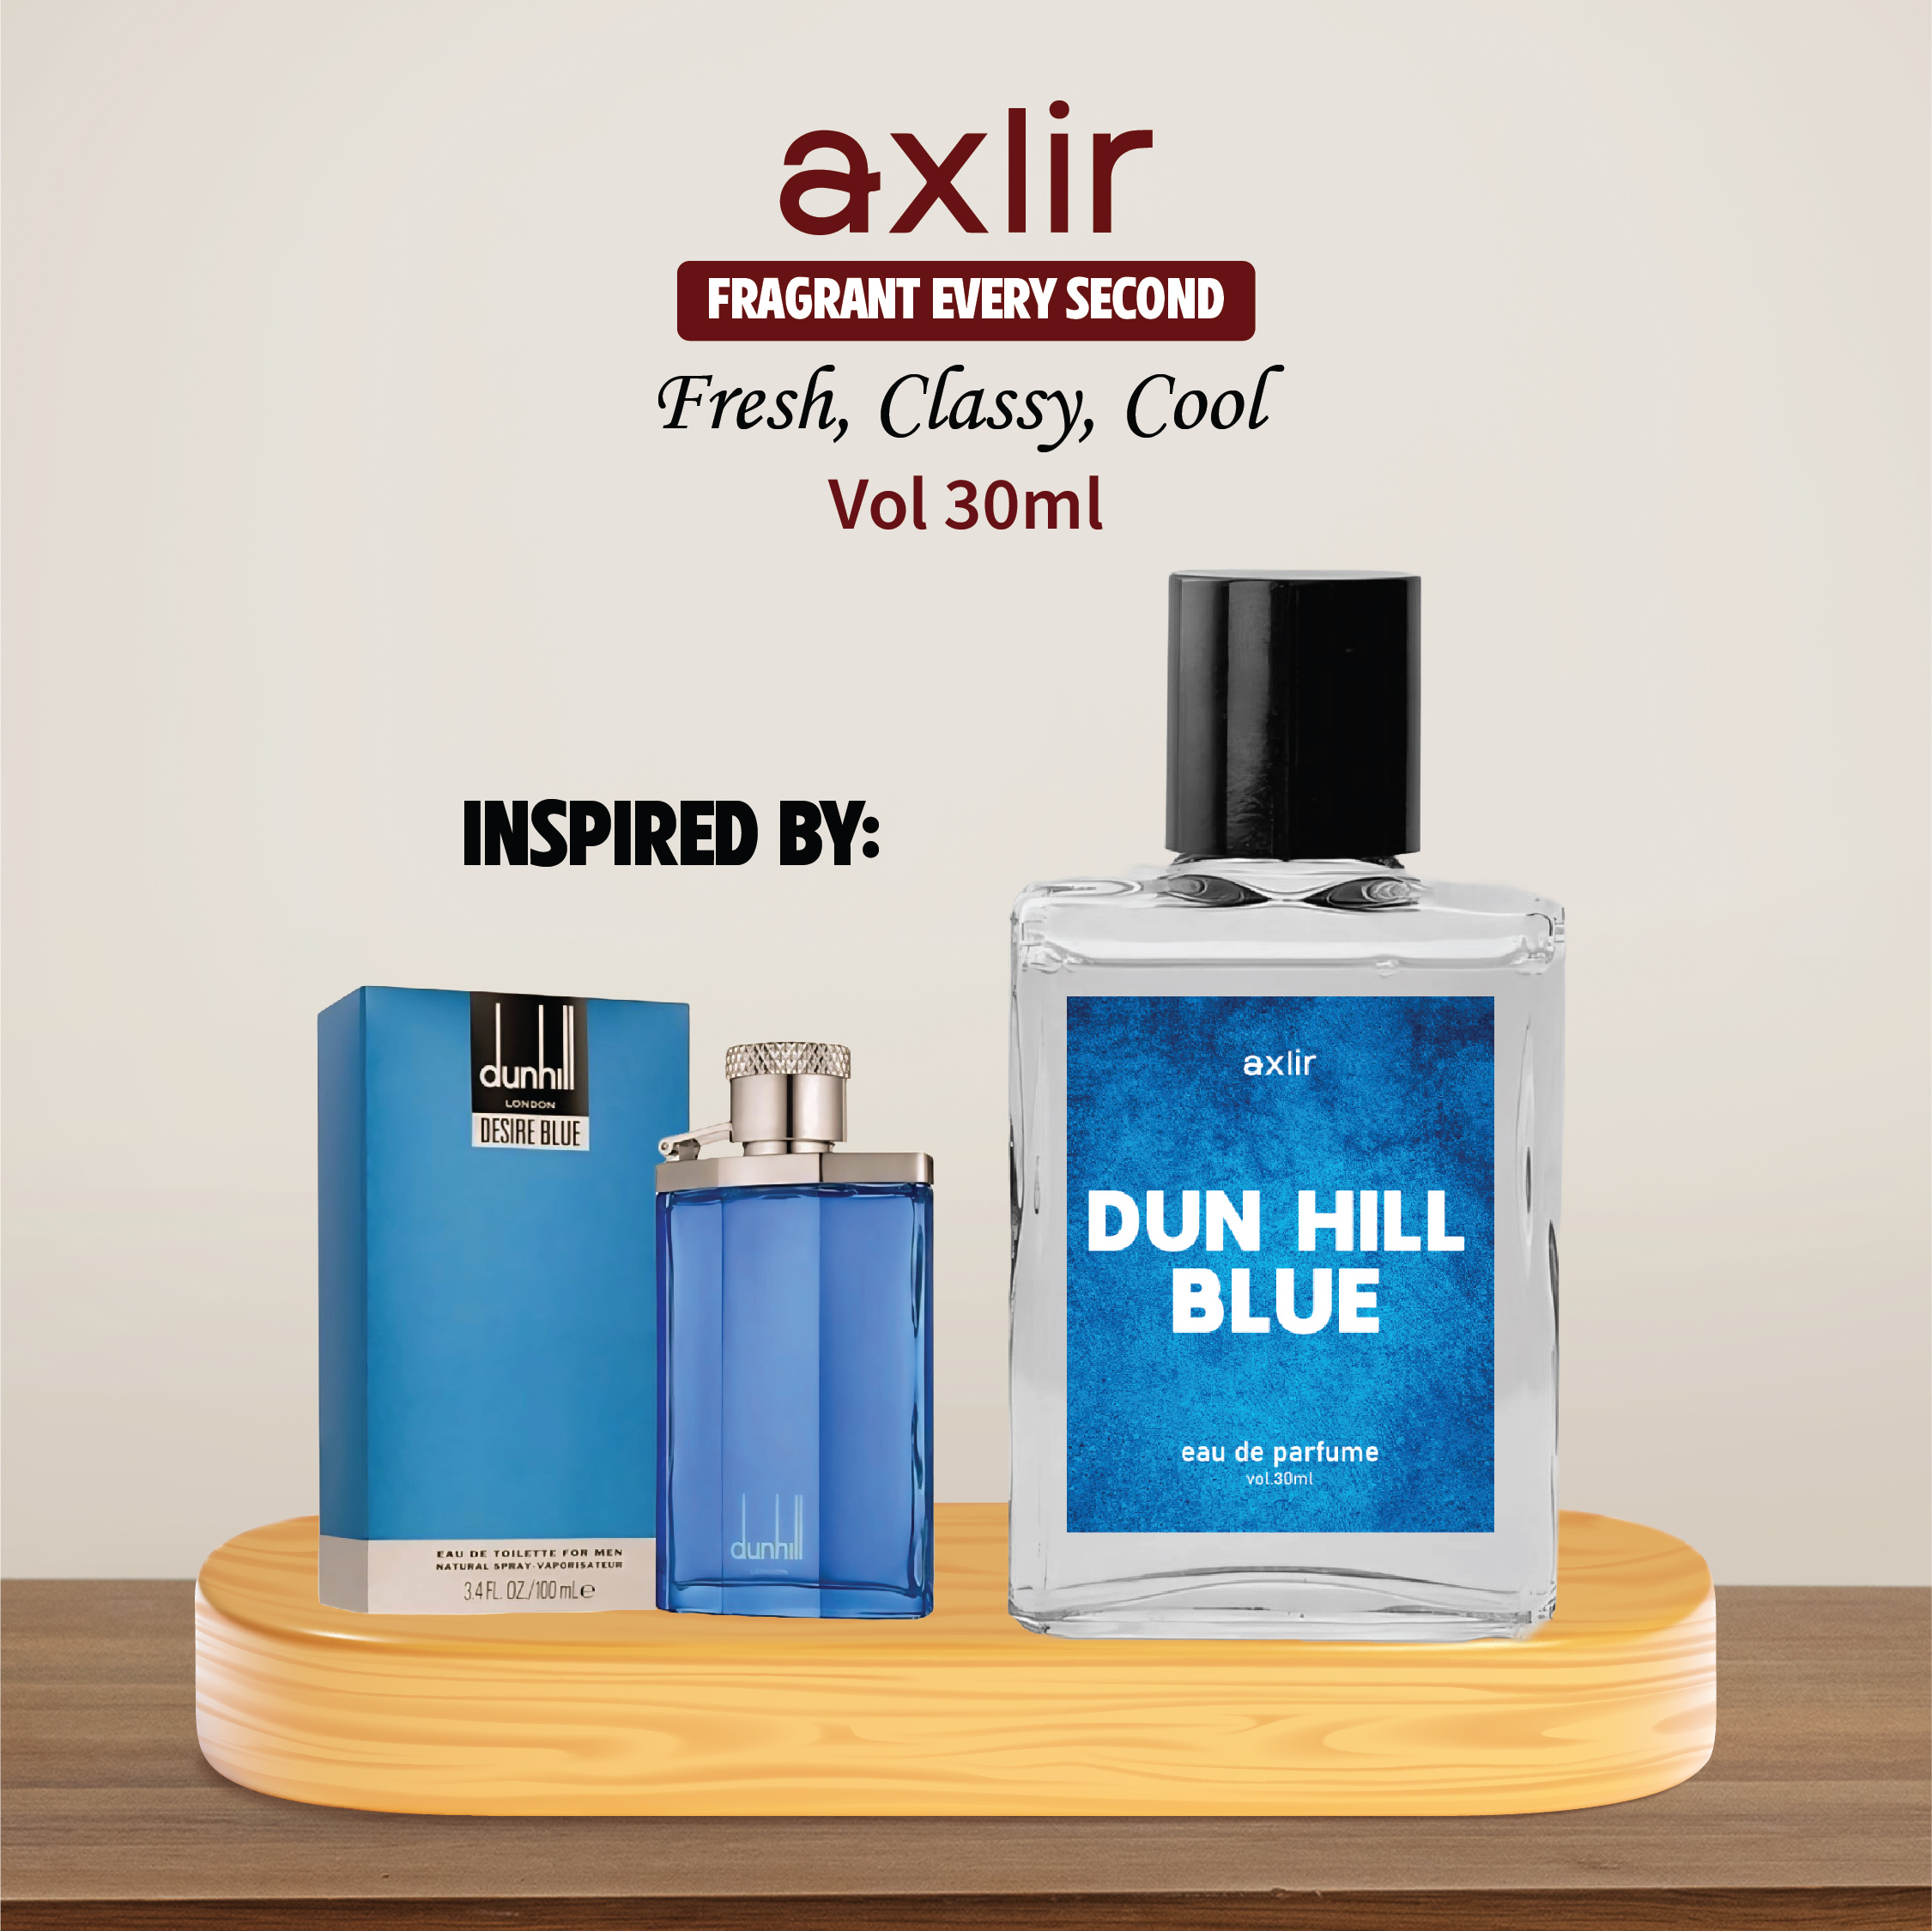 axlir
FRAGRANT EVERY SECOND
Fresh, Classy, Cool
Vol 30ml
INSPIRED BY:
dunhill
LONDON
DESIRE BLUE
EAU DE TOILETTE FOR MEN
NATURAL SPRAY-VAPORISATEUR
3.4 FL. OZ./100 mL e
dunhill
axlir
DUN HILL
BLUE
eau de parfume
vol.30ml